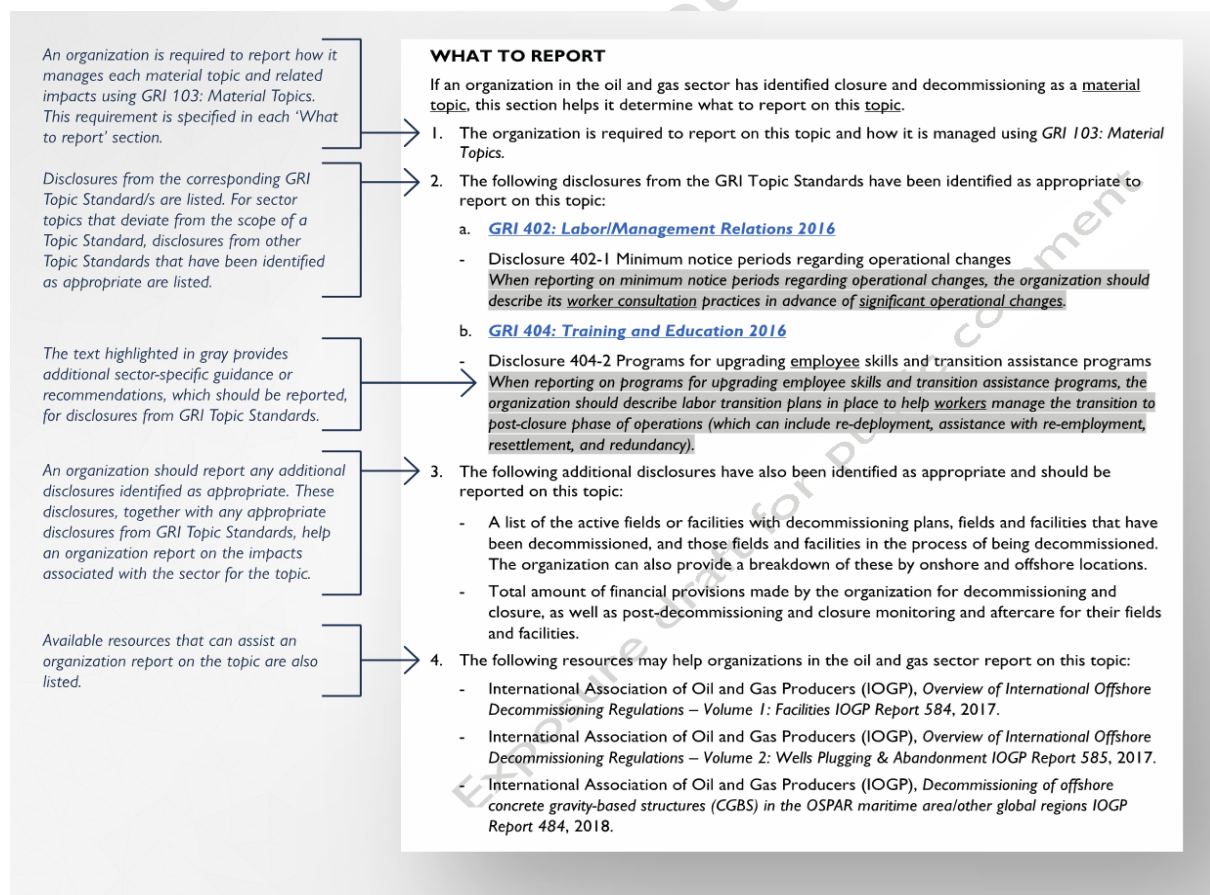 An organization is required to report how it
manages each material topic and related
impacts using GRI 103: Material Topics.
This requirement is specified in each ‘What
to report’ section.
Disclosures from the corresponding GRI
Topic Standard/s are listed. For sector
topics that deviate from the scope of a
Topic Standard, disclosures from other
Topic Standards that have been identified
as appropriate are listed.
The text highlighted in gray provides
additional sector-specific guidance or
recommendations, which should be reported,
for disclosures from GRI Topic Standards.
An organization should report any additional
disclosures identified as appropriate. These
disclosures, together with any appropriate
disclosures from GRI Topic Standards, help
an organization report on the impacts
associated with the sector for the topic.
Available resources that can assist an
organization report on the topic are also
listed.
WHAT TO REPORT
If an organization in the oil and gas sector has identified closure and decommissioning as a material
topic, this section helps it determine what to report on this topic.
1. The organization is required to report on this topic and how it is managed using GRI 103: Material
Topics.
2. The following disclosures from the GRI Topic Standards have been identified as appropriate to
report on this topic:
a. GRI 402: Labor/Management Relations 2016
- Disclosure 402-1 Minimum notice periods regarding operational changes
When reporting on minimum notice periods regarding operational changes, the organization should
describe its worker consultation practices in advance of significant operational changes.
b. GRI 404: Training and Education 2016
- Disclosure 404-2 Programs for upgrading employee skills and transition assistance programs
When reporting on programs for upgrading employee skills and transition assistance programs, the
organization should describe labor transition plans in place to help workers manage the transition to
post-closure phase of operations (which can include re-deployment, assistance with re-employment,
resettlement, and redundancy).
3. The following additional disclosures have also been identified as appropriate and should be
reported on this topic:
- A list of the active fields or facilities with decommissioning plans, fields and facilities that have
been decommissioned, and those fields and facilities in the process of being decommissioned.
The organization can also provide a breakdown of these by onshore and offshore locations.
- Total amount of financial provisions made by the organization for decommissioning and
closure, as well as post-decommissioning and closure monitoring and aftercare for their fields
and facilities.
4. The following resources may help organizations in the oil and gas sector report on this topic:
- International Association of Oil and Gas Producers (IOGP), Overview of International Offshore
Decommissioning Regulations – Volume 1: Facilities IOGP Report 584, 2017.
- International Association of Oil and Gas Producers (IOGP), Overview of International Offshore
Decommissioning Regulations – Volume 2: Wells Plugging & Abandonment IOGP Report 585, 2017.
- International Association of Oil and Gas Producers (IOGP), Decommissioning of offshore
concrete gravity-based structures (CGBS) in the OSPAR maritime area/other global regions IOGP
Report 484, 2018.
Exposure draft for public comment